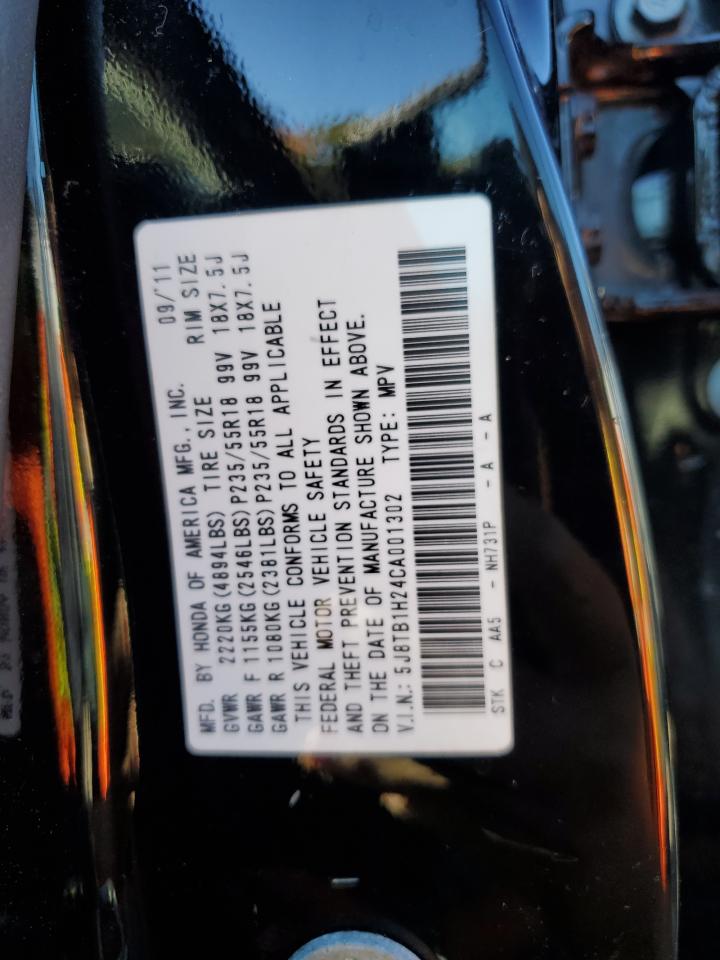 MFD. BY HONDA OF AMERICA MFG., INC. 09/'11
GVWR 2220KG(4894LBS) TIRE SIZE RIM SIZE
GAWR F 1155KG(2546LBS)P235/55R18 99V 18X7.5J
GAWR R 1080KG(2381LBS)P235/55R18 99V 18X7.5J
THIS VEHICLE CONFORMS TO ALL APPLICABLE
FEDERAL MOTOR VEHICLE SAFETY
AND THEFT PREVENTION STANDARDS IN EFFECT
ON THE DATE OF MANUFACTURE SHOWN ABOVE.
V.I.N.: 5J8TB1H24CA001302 TYPE: MPV
STK C AA5 - NH731P - A - A